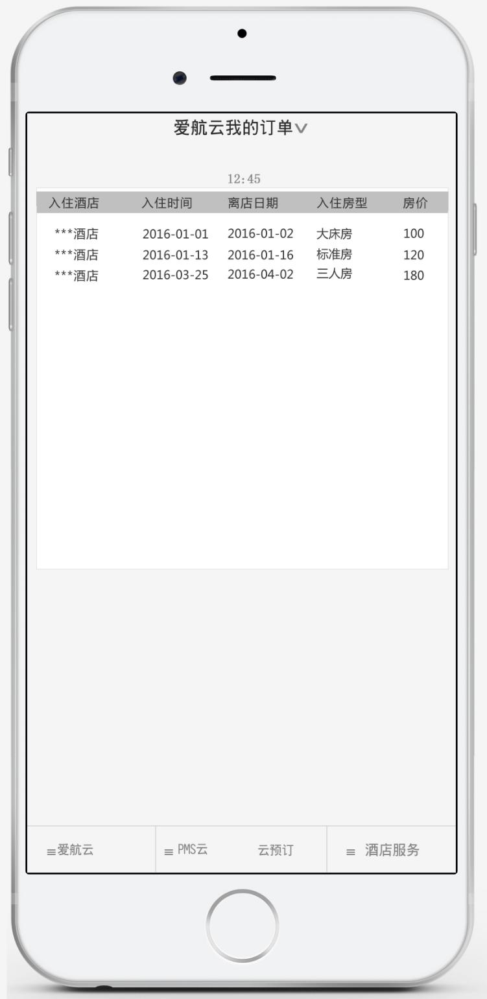 爱航云我的订单
12:45
入住酒店 入住时间 离店日期 入住房型 房价
***酒店 2016-01-01 2016-01-02 大床房 100
***酒店 2016-01-13 2016-01-16 标准房 120
***酒店 2016-03-25 2016-04-02 三人房 180
爱航云 PMS云 云预订 酒店服务